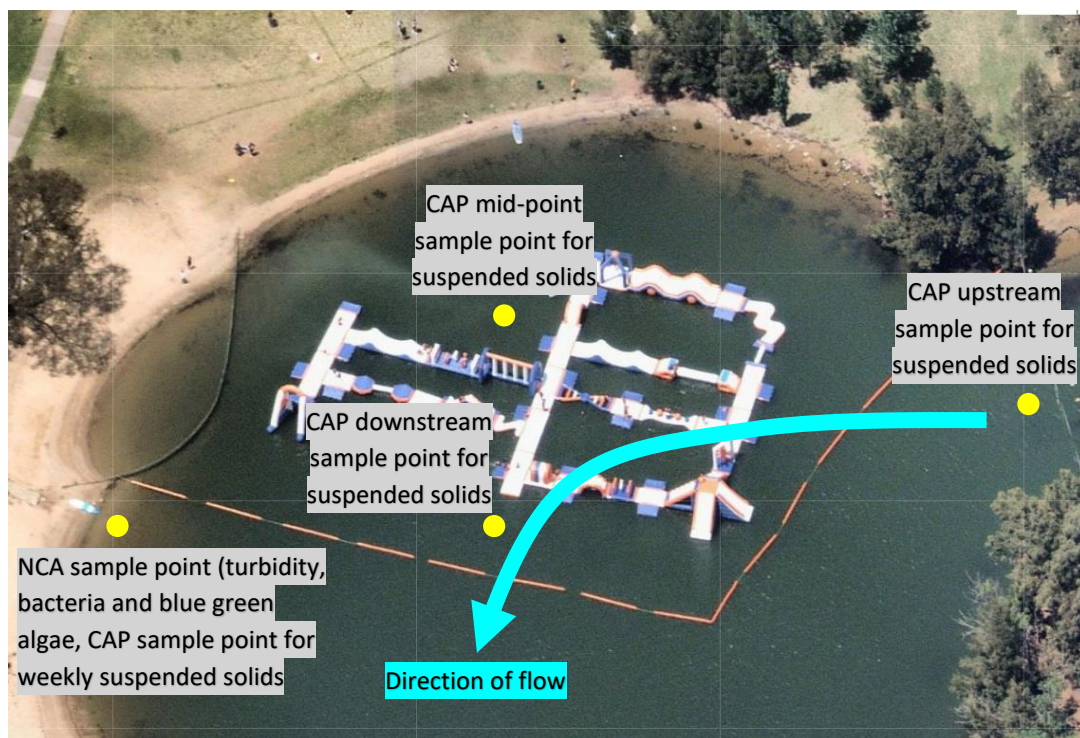 CAP mid-point
sample point for
suspended solids
CAP upstream
sample point for
suspended solids
CAP downstream
sample point for
suspended solids
NCA sample point (turbidity,
bacteria and blue green
algae, CAP sample point for
weekly suspended solids
Direction of flow